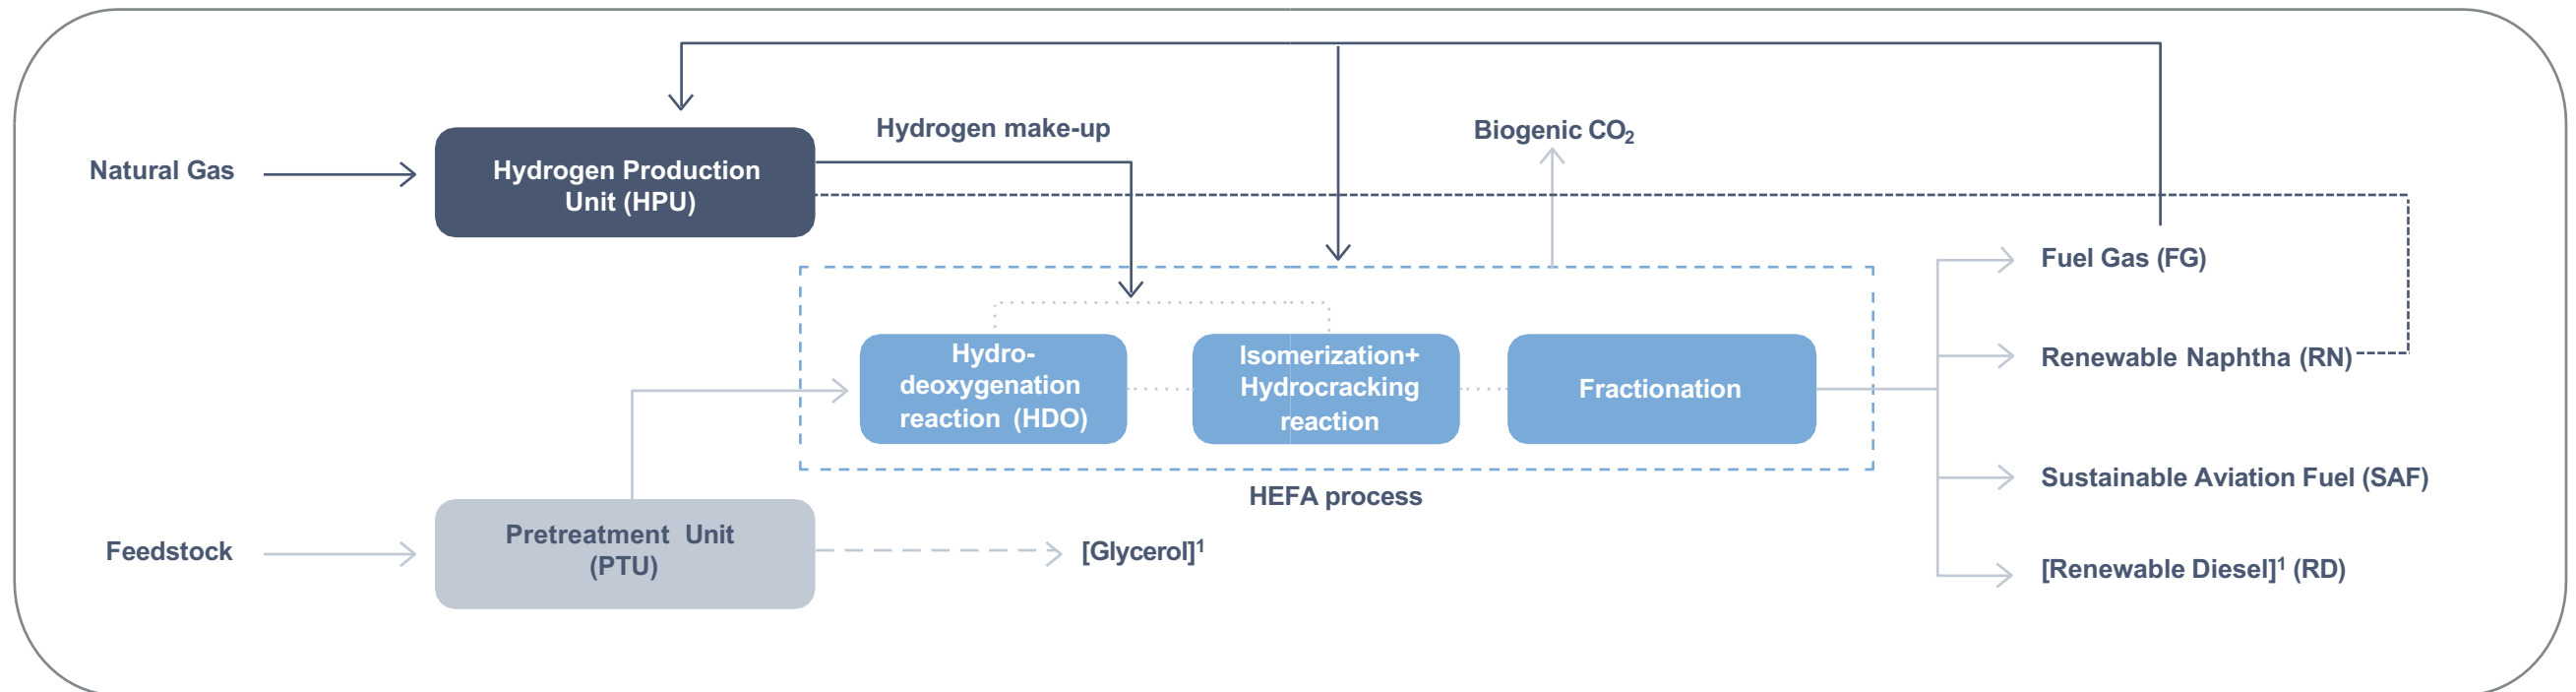 Hydrogen make-up
Biogenic CO₂
Natural Gas
Hydrogen Production
Unit (HPU)
Fuel Gas (FG)
Hydro-
deoxygenation
reaction (HDO)
Isomerization+
Hydrocracking
reaction
Fractionation
Renewable Naphtha (RN)
Sustainable Aviation Fuel (SAF)
HEFA process
Feedstock
Pretreatment Unit
(PTU)
[Glycerol]¹
[Renewable Diesel]¹ (RD)